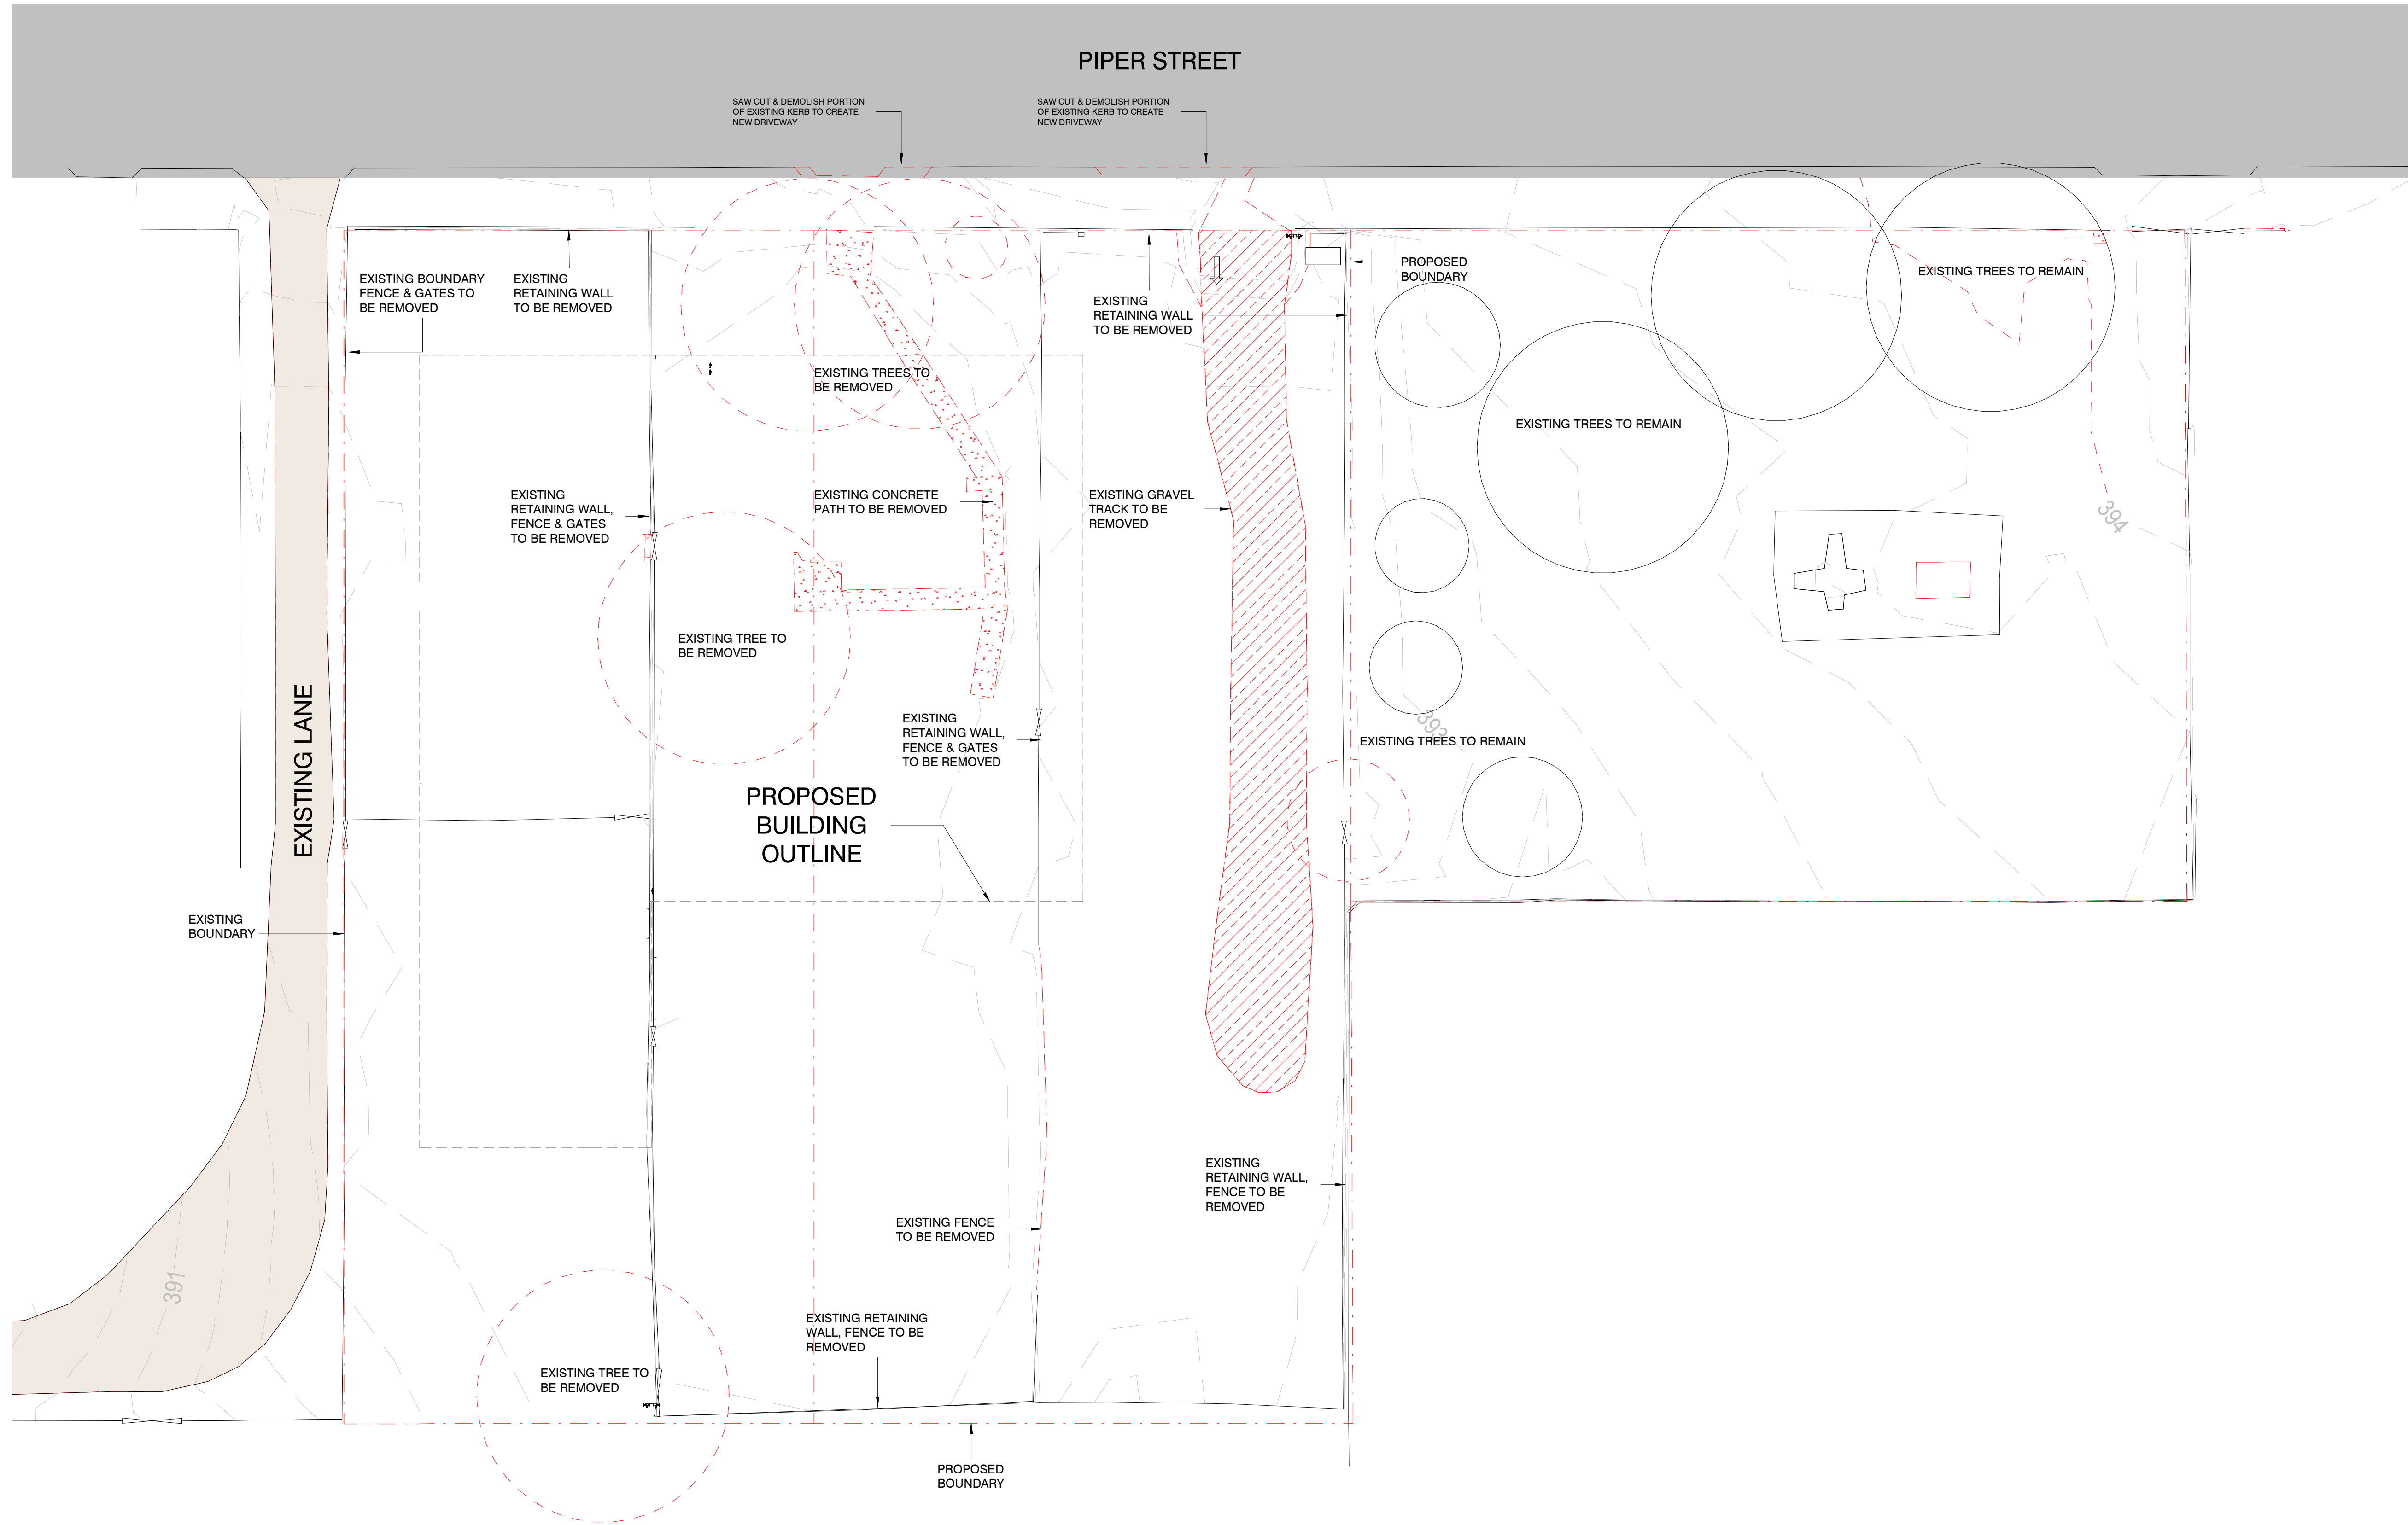 PIPER STREET
SAW CUT & DEMOLISH PORTION
OF EXISTING KERB TO CREATE
NEW DRIVEWAY
SAW CUT & DEMOLISH PORTION
OF EXISTING KERB TO CREATE
NEW DRIVEWAY
EXISTING BOUNDARY
FENCE & GATES TO
BE REMOVED
EXISTING
RETAINING WALL
TO BE REMOVED
EXISTING
RETAINING WALL
TO BE REMOVED
PROPOSED
BOUNDARY
EXISTING TREES TO REMAIN
EXISTING TREES TO
BE REMOVED
EXISTING TREES TO REMAIN
EXISTING
RETAINING WALL,
FENCE & GATES
TO BE REMOVED
EXISTING CONCRETE
PATH TO BE REMOVED
EXISTING GRAVEL
TRACK TO BE
REMOVED
394
EXISTING TREE TO
BE REMOVED
EXISTING LANE
EXISTING
RETAINING WALL,
FENCE & GATES
TO BE REMOVED
393
EXISTING TREES TO REMAIN
PROPOSED
BUILDING
OUTLINE
EXISTING
BOUNDARY
EXISTING
RETAINING WALL,
FENCE TO BE
REMOVED
EXISTING FENCE
TO BE REMOVED
391
EXISTING RETAINING
WALL, FENCE TO BE
REMOVED
EXISTING TREE TO
BE REMOVED
PROPOSED
BOUNDARY